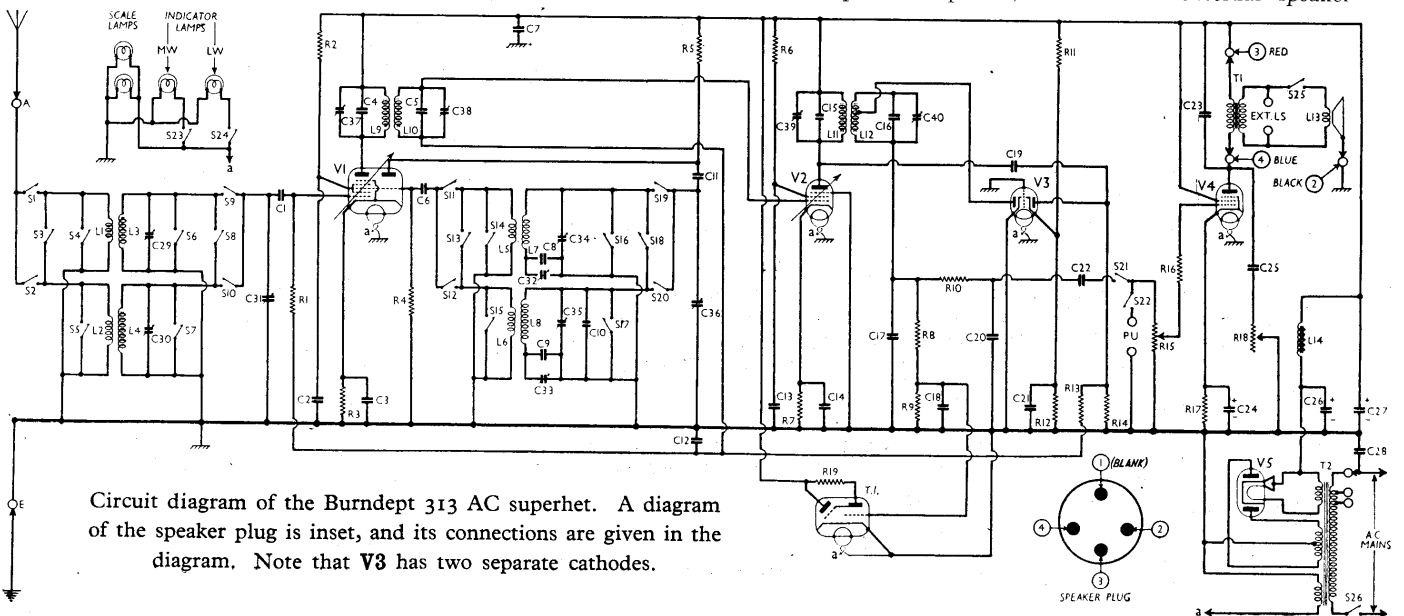 SCALE LAMPS
INDICATOR LAMPS
MW
LW
S23
S24
a
A
E
S1
S2
S3
S4
S5
L1
L2
L3
L4
C29
C30
S6
S7
S8
S9
S10
C1
C31
R1
R2
C2
R3
C3
V1
a
C37
C4
L9
L10
C5
C38
C7
R4
C6
S11
S12
S13
S14
S15
L5
L6
L7
L8
C8
C32
C9
C33
C34
C35
C10
S16
S17
S18
S19
S20
R5
C11
C36
C12
R6
C39
C15
L11
L12
C16
C40
V2
a
C13
R7
C14
C17
R8
R9
C18
R10
C19
V3
a
C20
R11
C21
R12
R13
R14
C22
S21
S22
PU
R15
R16
V4
a
C23
③ RED
T1
S25
EXT. LS
L13
④ BLUE
BLACK ②
C25
R18
R17
C24
L14
C26
C27
C28
R19
T.I.
a
① (BLANK)
④
②
③
SPEAKER PLUG
V5
T2
A C MAINS
S26
a
Circuit diagram of the Burndept 313 AC superhet. A diagram
of the speaker plug is inset, and its connections are given in the
diagram. Note that V3 has two separate cathodes.